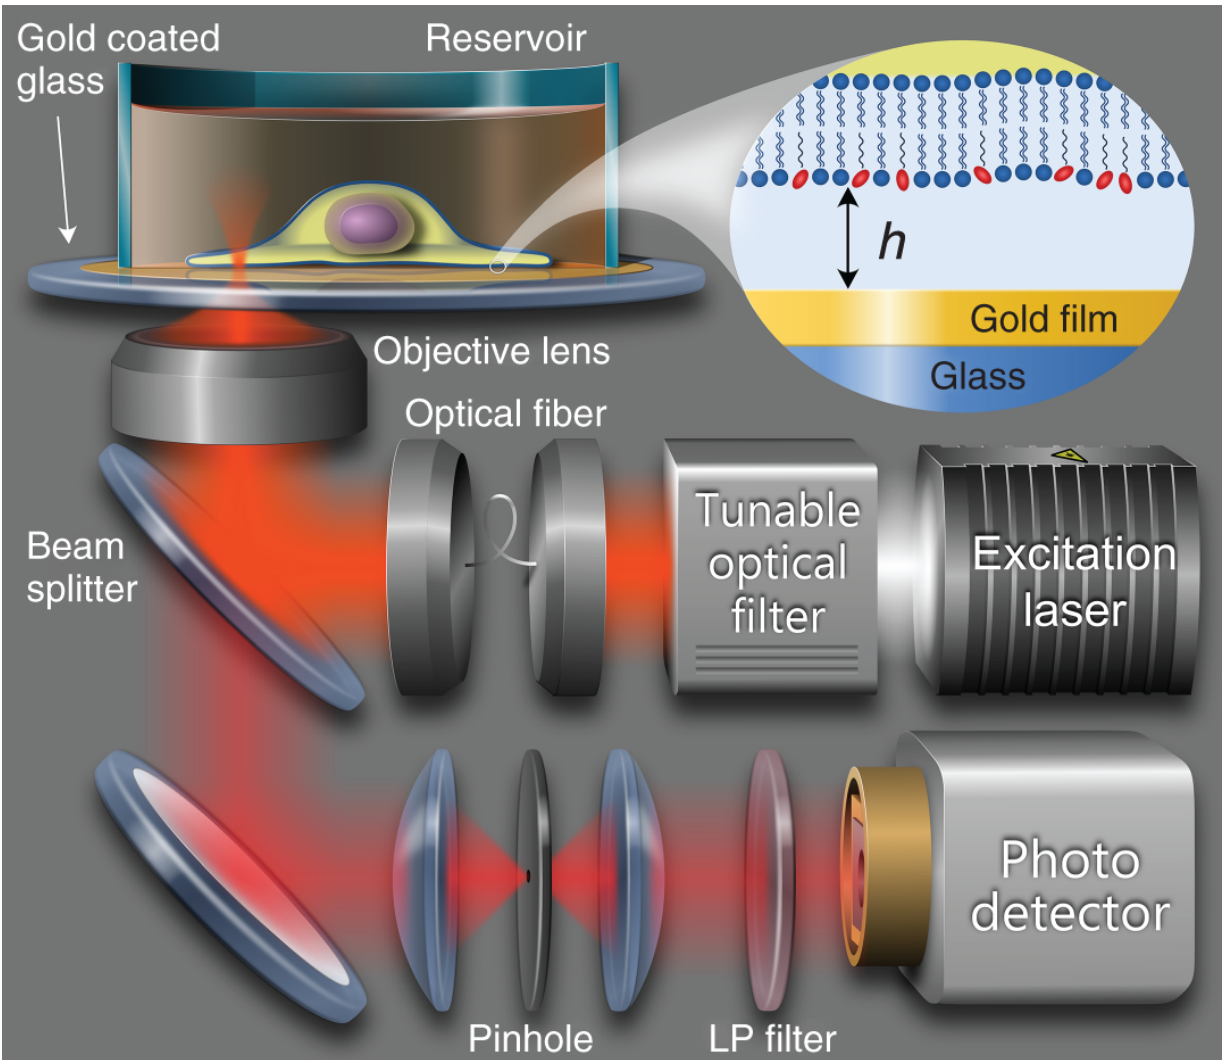 Gold coated
glass
Reservoir
h
Gold film
Glass
Objective lens
Optical fiber
Beam
splitter
Tunable
optical
filter
Excitation
laser
Photo
detector
Pinhole
LP filter